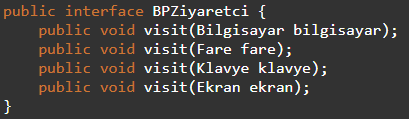 public interface BPZiyaretci {
    public void visit(Bilgisayar bilgisayar);
    public void visit(Fare fare);
    public void visit(Klavye klavye);
    public void visit(Ekran ekran);
}